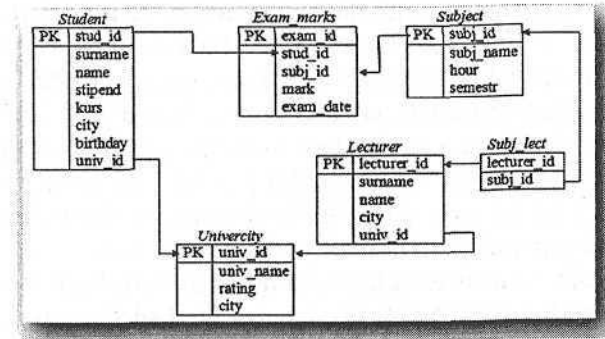 Student
PK stud_id
surname
name
stipend
kurs
city
birthday
univ_id
Exam_marks
PK exam_id
stud_id
subj_id
mark
exam_date
Subject
PK subj_id
subj_name
hour
semestr
Lecturer
PK lecturer_id
surname
name
city
univ_id
Subj_lect
lecturer_id
subj_id
Univercity
PK univ_id
univ_name
rating
city